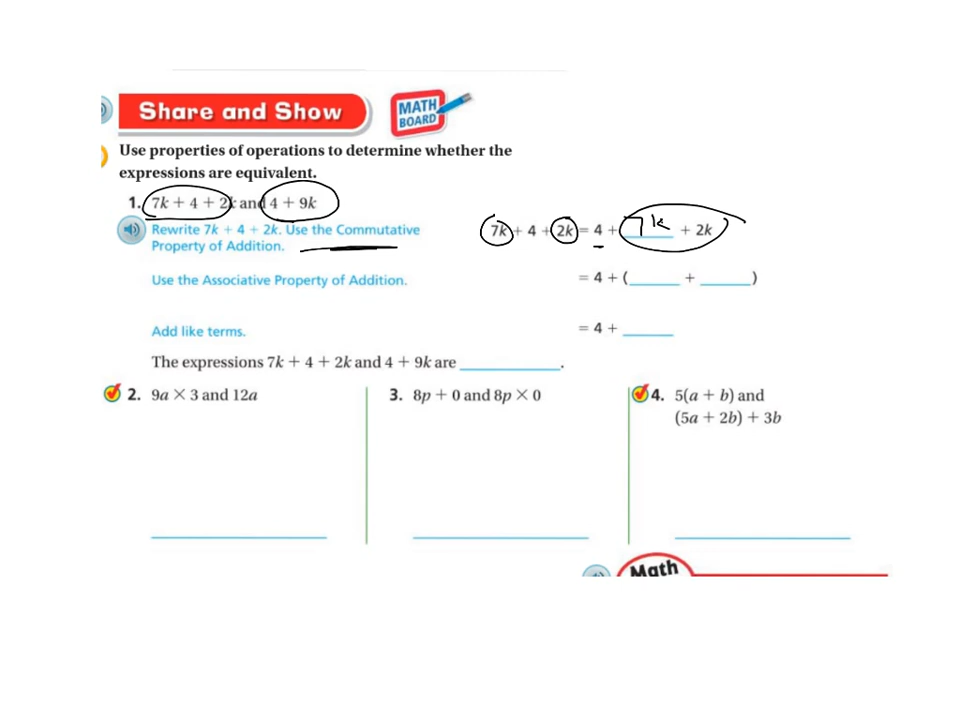 Share and Show
MATH
BOARD
Use properties of operations to determine whether the
expressions are equivalent.
1. 7k + 4 + 2k and 4 + 9k
Rewrite 7k + 4 + 2k. Use the Commutative
Property of Addition.
7k + 4 + 2k = 4 + 7k + 2k
Use the Associative Property of Addition.
= 4 + (______ + ______)
Add like terms.
= 4 + ______
The expressions 7k + 4 + 2k and 4 + 9k are ____________.
2. 9a × 3 and 12a
3. 8p + 0 and 8p × 0
4. 5(a + b) and
(5a + 2b) + 3b
Math